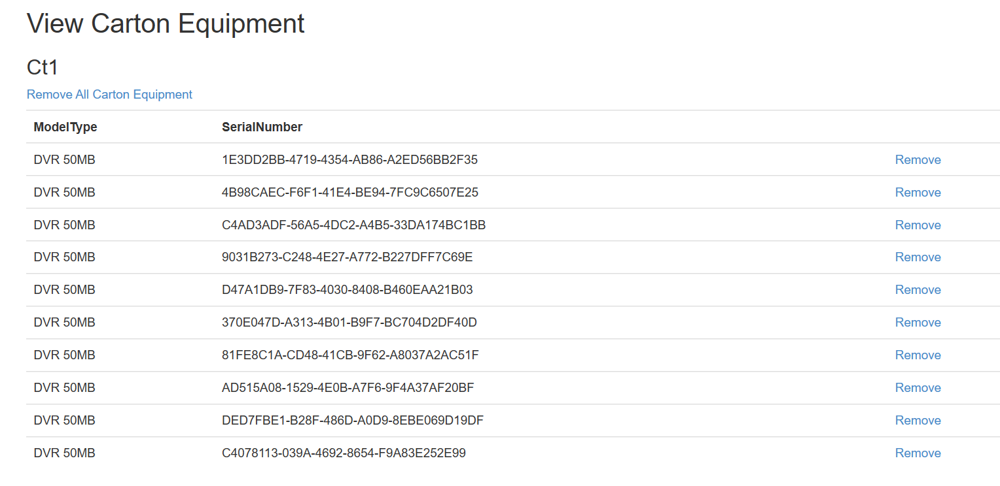 View Carton Equipment
Ct1
Remove All Carton Equipment
ModelType SerialNumber
DVR 50MB 1E3DD2BB-4719-4354-AB86-A2ED56BB2F35 Remove
DVR 50MB 4B98CAEC-F6F1-41E4-BE94-7FC9C6507E25 Remove
DVR 50MB C4AD3ADF-56A5-4DC2-A4B5-33DA174BC1BB Remove
DVR 50MB 9031B273-C248-4E27-A772-B227DFF7C69E Remove
DVR 50MB D47A1DB9-7F83-4030-8408-B460EAA21B03 Remove
DVR 50MB 370E047D-A313-4B01-B9F7-BC704D2DF40D Remove
DVR 50MB 81FE8C1A-CD48-41CB-9F62-A8037A2AC51F Remove
DVR 50MB AD515A08-1529-4E0B-A7F6-9F4A37AF20BF Remove
DVR 50MB DED7FBE1-B28F-486D-A0D9-8EBE069D19DF Remove
DVR 50MB C4078113-039A-4692-8654-F9A83E252E99 Remove